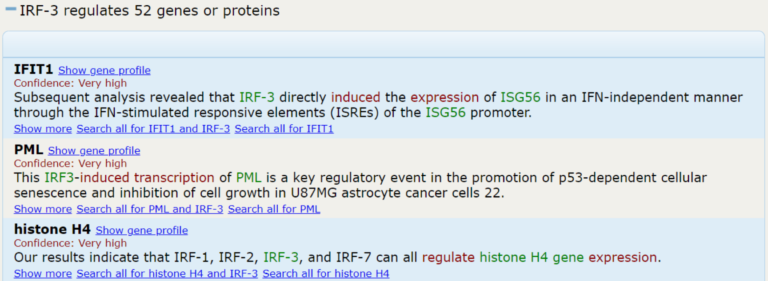 IRF-3 regulates 52 genes or proteins
IFIT1 Show gene profile
Confidence: Very high
Subsequent analysis revealed that IRF-3 directly induced the expression of ISG56 in an IFN-independent manner
through the IFN-stimulated responsive elements (ISREs) of the ISG56 promoter.
Show more Search all for IFIT1 and IRF-3 Search all for IFIT1
PML Show gene profile
Confidence: Very high
This IRF3-induced transcription of PML is a key regulatory event in the promotion of p53-dependent cellular
senescence and inhibition of cell growth in U87MG astrocyte cancer cells 22.
Show more Search all for PML and IRF-3 Search all for PML
histone H4 Show gene profile
Confidence: Very high
Our results indicate that IRF-1, IRF-2, IRF-3, and IRF-7 can all regulate histone H4 gene expression.
Show more Search all for histone H4 and IRF-3 Search all for histone H4